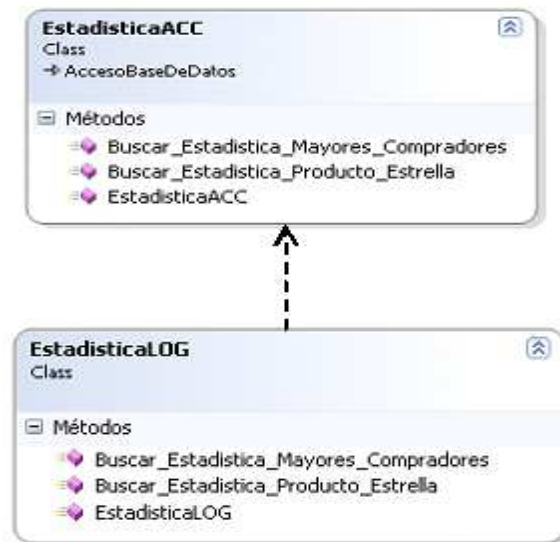 EstadisticaACC
Class
AccesoBaseDeDatos
Métodos
Buscar_Estadistica_Mayores_Compradores
Buscar_Estadistica_Producto_Estrella
EstadisticaACC
EstadisticaLOG
Class
Métodos
Buscar_Estadistica_Mayores_Compradores
Buscar_Estadistica_Producto_Estrella
EstadisticaLOG